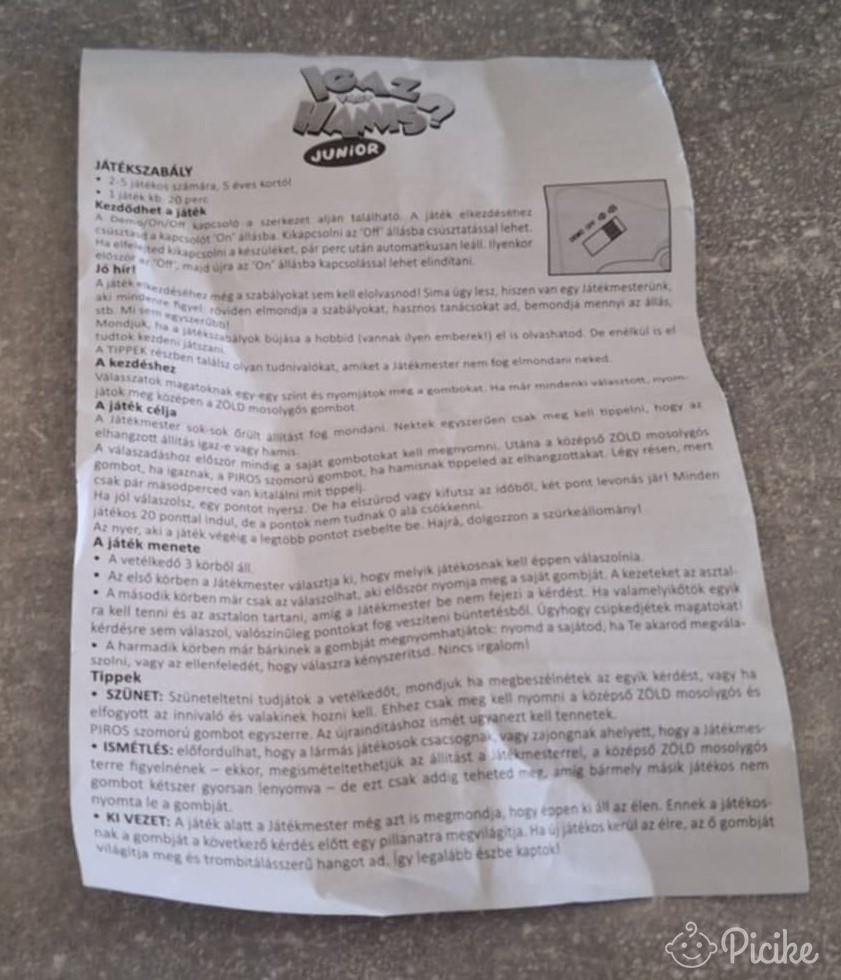 IGAZ
VAGY
HAMIS?
JUNIOR
JÁTÉKSZABÁLY
• 2-5 játékos számára, 5 éves kortól
• 1 játék kb. 20 perc
Kezdődhet a játék
A Demo/On/Off kapcsoló a szerkezet alján található. A játék elkezdéséhez
csúsztasd a kapcsolót "On" állásba. Kikapcsolni az "Off" állásba csúsztatással lehet.
Ha elfelejted kikapcsolni a készüléket, pár perc után automatikusan leáll. Ilyenkor
először az "Off", majd újra az "On" állásba kapcsolással lehet elindítani.
DEMO OFF ON
Jó hír!
A játék elkezdéséhez még a szabályokat sem kell elolvasnod! Sima ügy lesz, hiszen van egy Játékmesterünk,
aki mindenre figyel: röviden elmondja a szabályokat, hasznos tanácsokat ad, bemondja mennyi az állás,
stb. Mi sem egyszerűbb!
Mondjuk, ha a játékszabályok bújása a hobbid (vannak ilyen emberek!) el is olvashatod. De enélkül is el
tudtok kezdeni játszani.
A TIPPEK részben találsz olyan tudnivalókat, amiket a Játékmester nem fog elmondani neked.
A kezdéshez
Válasszatok magatoknak egy-egy színt és nyomjátok meg a gombokat. Ha már mindenki választott, nyom-
játok meg középen a ZÖLD mosolygós gombot.
A játék célja
A Játékmester sok-sok őrült állítást fog mondani. Nektek egyszerűen csak meg kell tippelni, hogy az
elhangzott állítás igaz-e vagy hamis.
A válaszadáshoz először mindig a saját gombotokat kell megnyomni. Utána a középső ZÖLD mosolygós
gombot, ha igaznak, a PIROS szomorú gombot, ha hamisnak tippeled az elhangzottakat. Légy résen, mert
csak pár másodperced van kitalálni mit tippelj.
Ha jól válaszolsz, egy pontot nyersz. De ha elszúrod vagy kifutsz az időből, két pont levonás jár! Minden
játékos 20 ponttal indul, de a pontok nem tudnak 0 alá csökkenni.
Az nyer, aki a játék végéig a legtöbb pontot zsebelte be. Hajrá, dolgozzon a szürkeállomány!
A játék menete
• A vetélkedő 3 körből áll.
• Az első körben a Játékmester választja ki, hogy melyik játékosnak kell éppen válaszolnia.
• A második körben már csak az válaszolhat, aki először nyomja meg a saját gombját. A kezeteket az asztal-
ra kell tenni és az asztalon tartani, amíg a Játékmester be nem fejezi a kérdést. Ha valamelyikőtök egyik
kérdésre sem válaszol, valószínűleg pontokat fog veszíteni büntetésből. Úgyhogy csipkedjétek magatokat!
• A harmadik körben már bárkinek a gombját megnyomhatjátok: nyomd a sajátod, ha Te akarod megvála-
szolni, vagy az ellenfeledét, hogy válaszra kényszerítsd. Nincs irgalom!
Tippek
• SZÜNET: Szüneteltetni tudjátok a vetélkedőt, mondjuk ha megbeszélnétek az egyik kérdést, vagy ha
elfogyott az innivaló és valakinek hozni kell. Ehhez csak meg kell nyomni a középső ZÖLD mosolygós és
PIROS szomorú gombot egyszerre. Az újraindításhoz ismét ugyanezt kell tennetek.
• ISMÉTLÉS: előfordulhat, hogy a lármás játékosok csacsognak, vagy zajongnak ahelyett, hogy a Játékmes-
terre figyelnének – ekkor, megismételtethetjük az állítást a Játékmesterrel, a középső ZÖLD mosolygós
gombot kétszer gyorsan lenyomva – de ezt csak addig teheted meg, amíg bármely másik játékos nem
nyomta le a gombját.
• KI VEZET: A játék alatt a Játékmester még azt is megmondja, hogy éppen ki áll az élen. Ennek a játékos-
nak a gombját a következő kérdés előtt egy pillanatra megvilágítja. Ha új játékos kerül az élre, az ő gombját
világítja meg és trombitálásszerű hangot ad. Így legalább észbe kaptok!
Picike